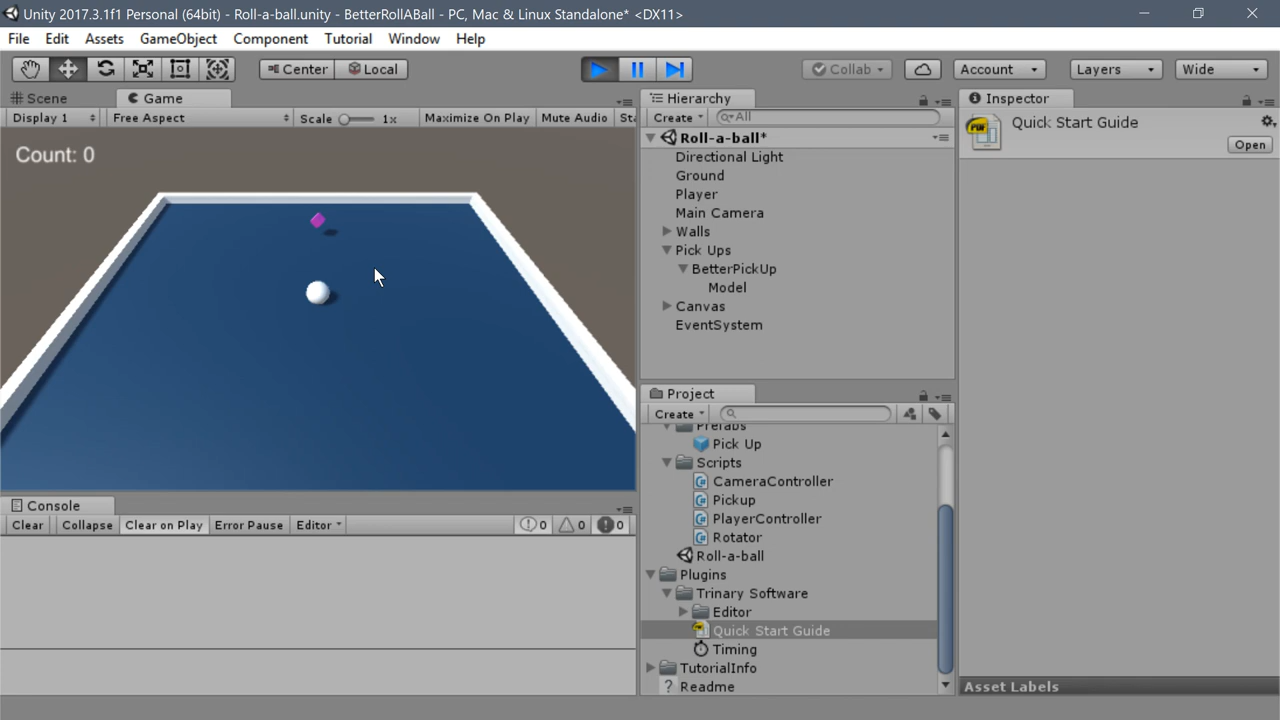 Unity 2017.3.1f1 Personal (64bit) - Roll-a-ball.unity - BetterRollABall - PC, Mac & Linux Standalone* <DX11>
File Edit Assets GameObject Component Tutorial Window Help
Center Local Collab Account Layers Wide
Scene Game
Display 1 Free Aspect Scale 1x Maximize On Play Mute Audio Sta
Count: 0
Hierarchy
Create All
Roll-a-ball*
Directional Light
Ground
Player
Main Camera
Walls
Pick Ups
BetterPickUp
Model
Canvas
EventSystem
Project
Create
Prefabs
Pick Up
Scripts
CameraController
Pickup
PlayerController
Rotator
Roll-a-ball
Plugins
Trinary Software
Editor
Quick Start Guide
Timing
TutorialInfo
Readme
Inspector
PDF
Quick Start Guide
Open
Asset Labels
Console
Clear Collapse Clear on Play Error Pause Editor 0 0 0